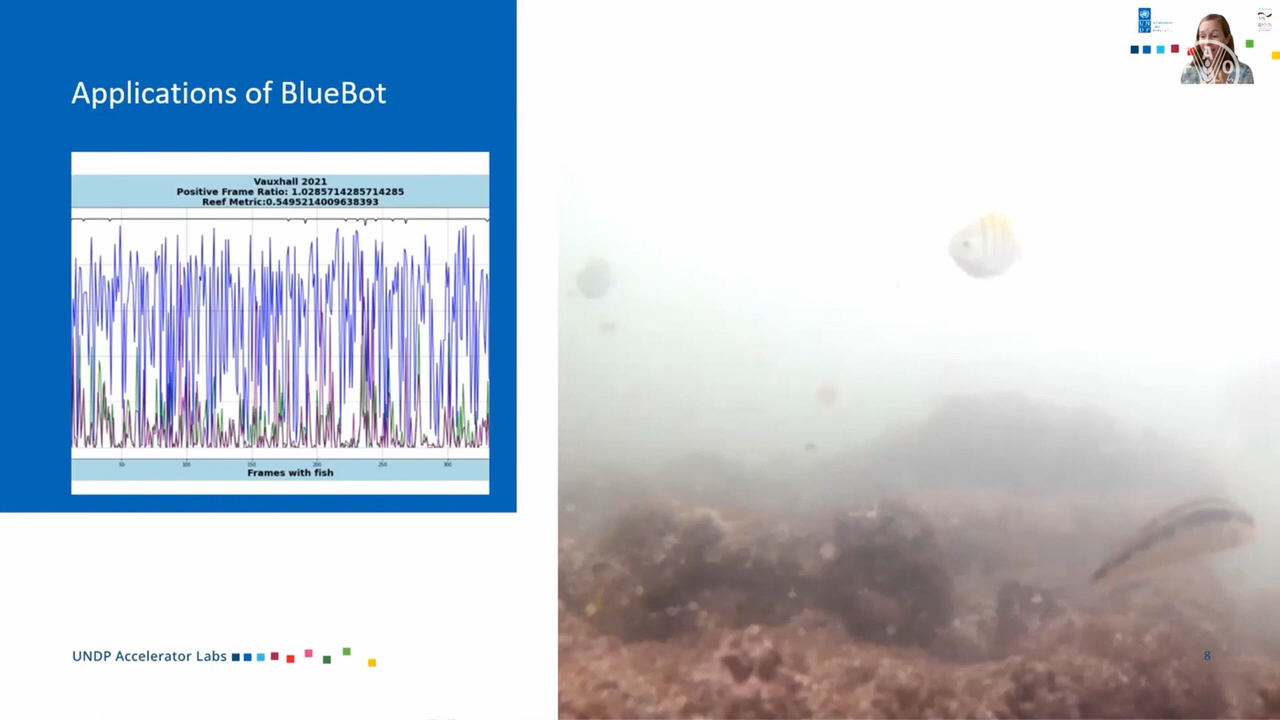 Applications of BlueBot
Vauxhall 2021
Positive Frame Ratio: 1.0285714285714285
Reef Metric:0.5495214009638393
50 100 150 200 250 300
Frames with fish
UNDP Accelerator Labs
8
U N
D P